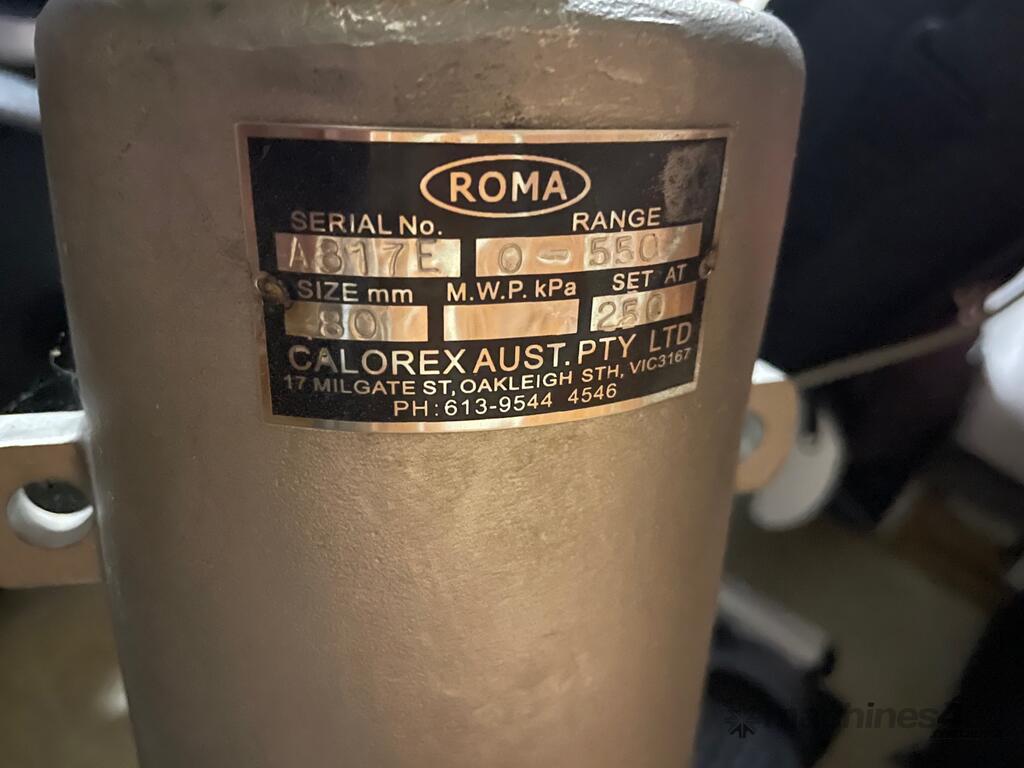 ROMA
SERIAL No. RANGE
A817E 0-550
SIZE mm M.W.P. kPa SET AT
80 250
CALOREX AUST. PTY LTD
17 MILGATE ST, OAKLEIGH STH, VIC3167
PH: 613-9544 4546